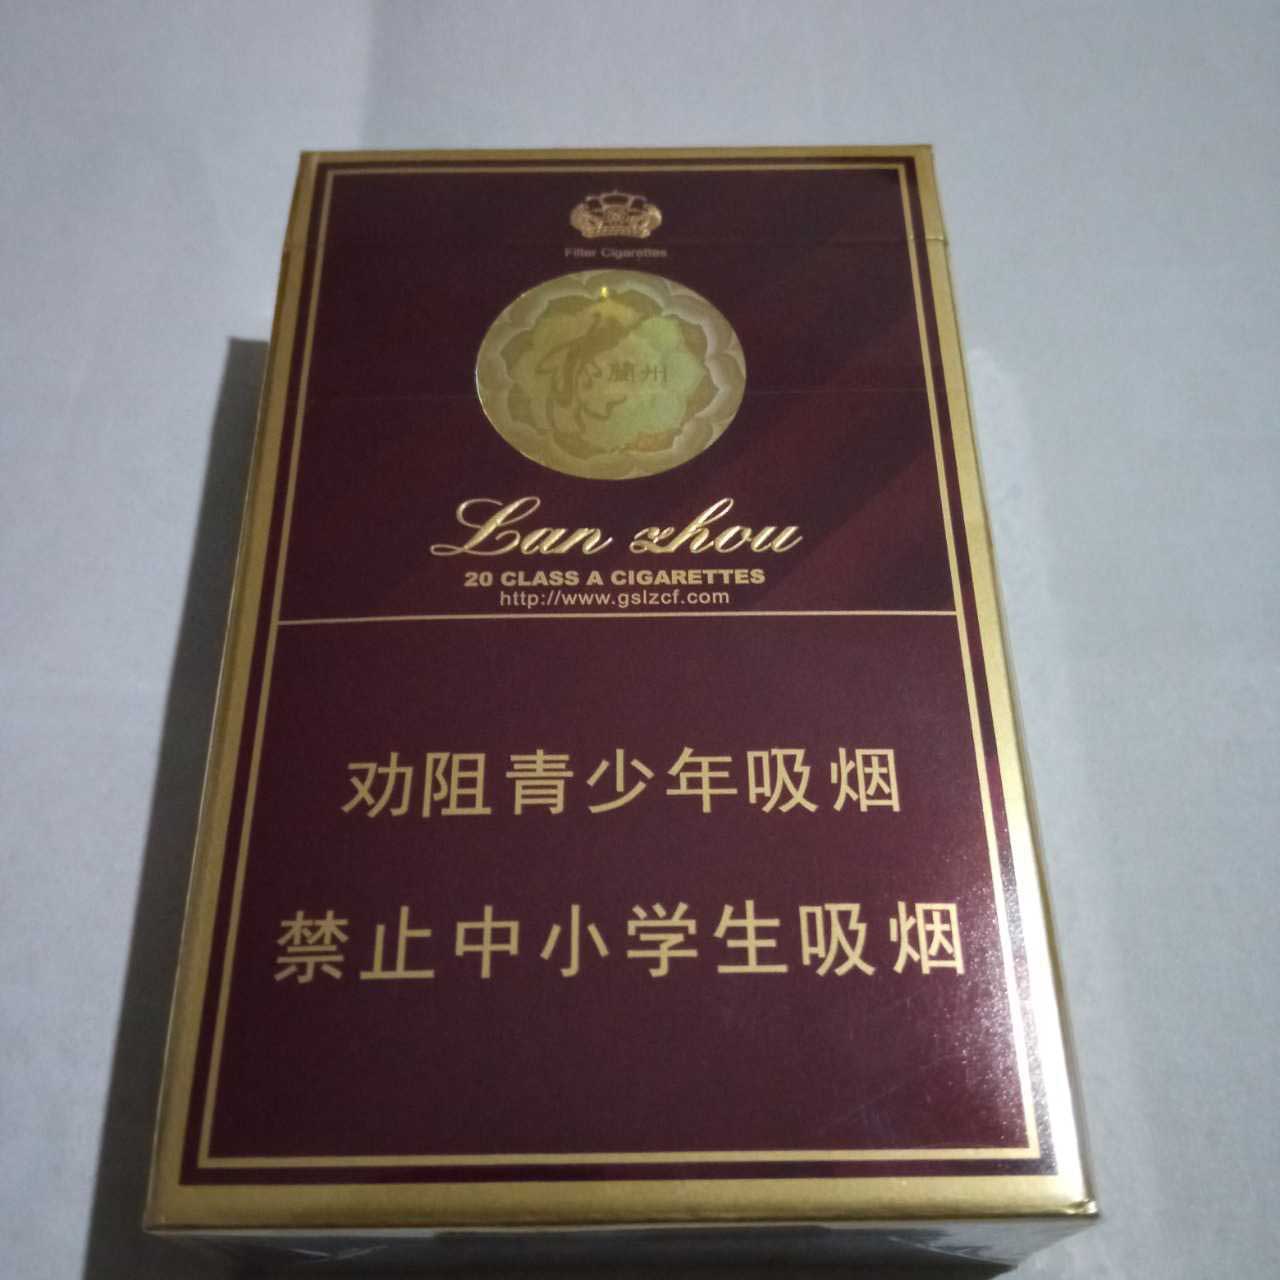 Filter Cigarettes
蘭州
Lan zhou
20 CLASS A CIGARETTES
http://www.gslzcf.com
劝阻青少年吸烟
禁止中小学生吸烟